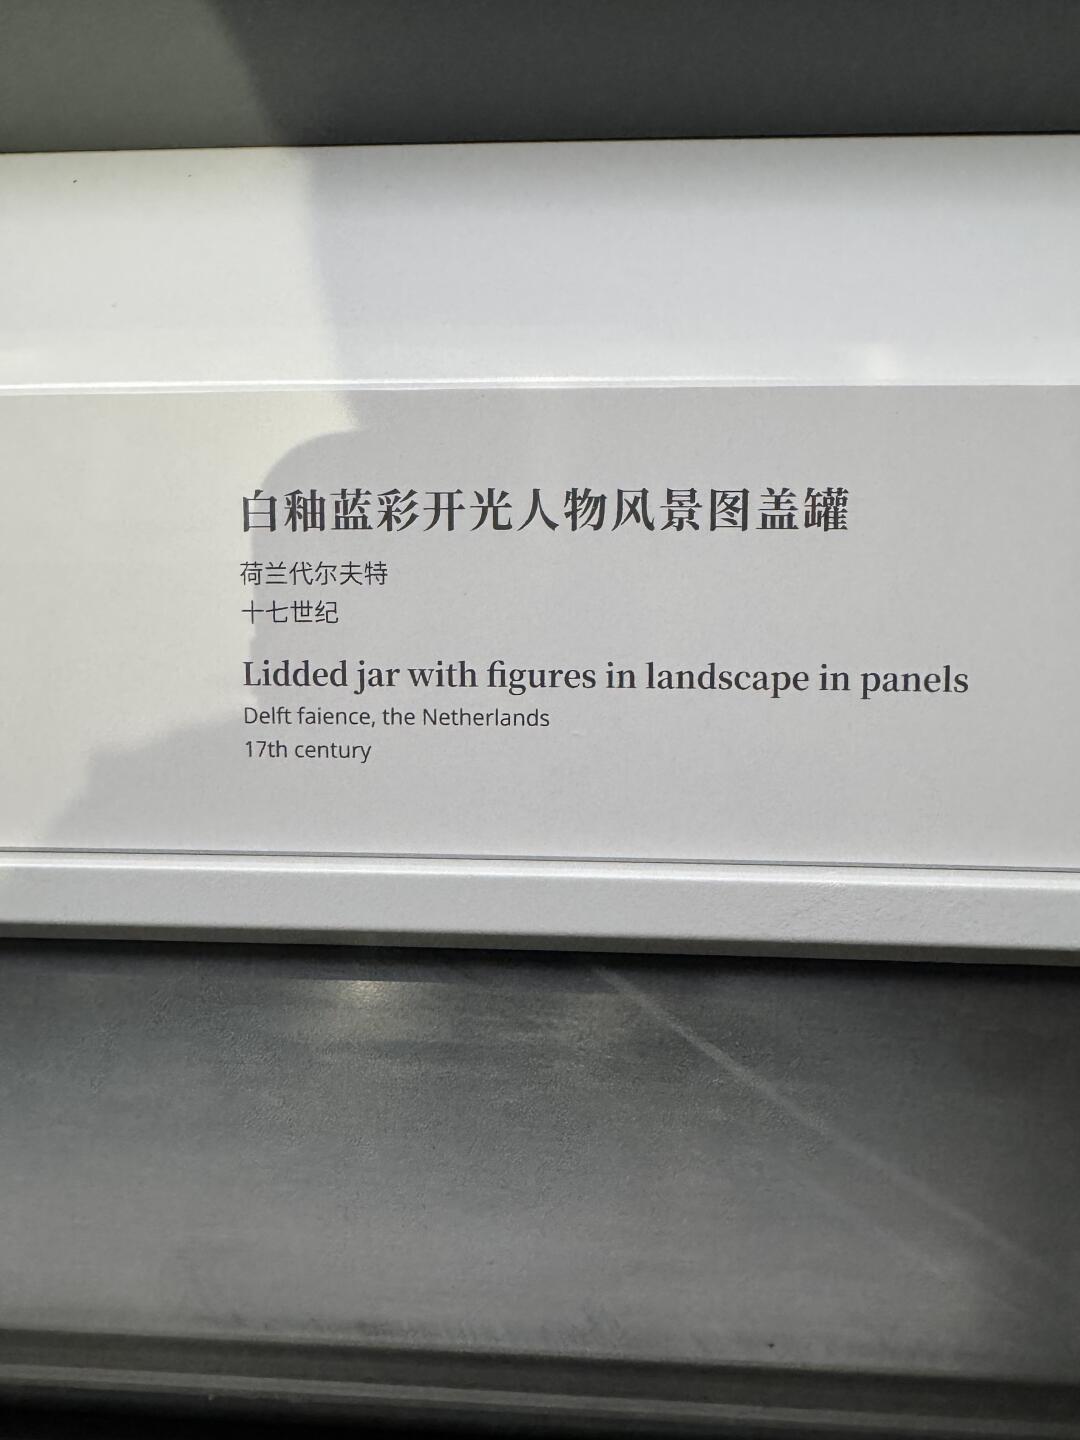 白釉蓝彩开光人物风景图盖罐
荷兰代尔夫特
十七世纪
Lidded jar with figures in landscape in panels
Delft faience, the Netherlands
17th century